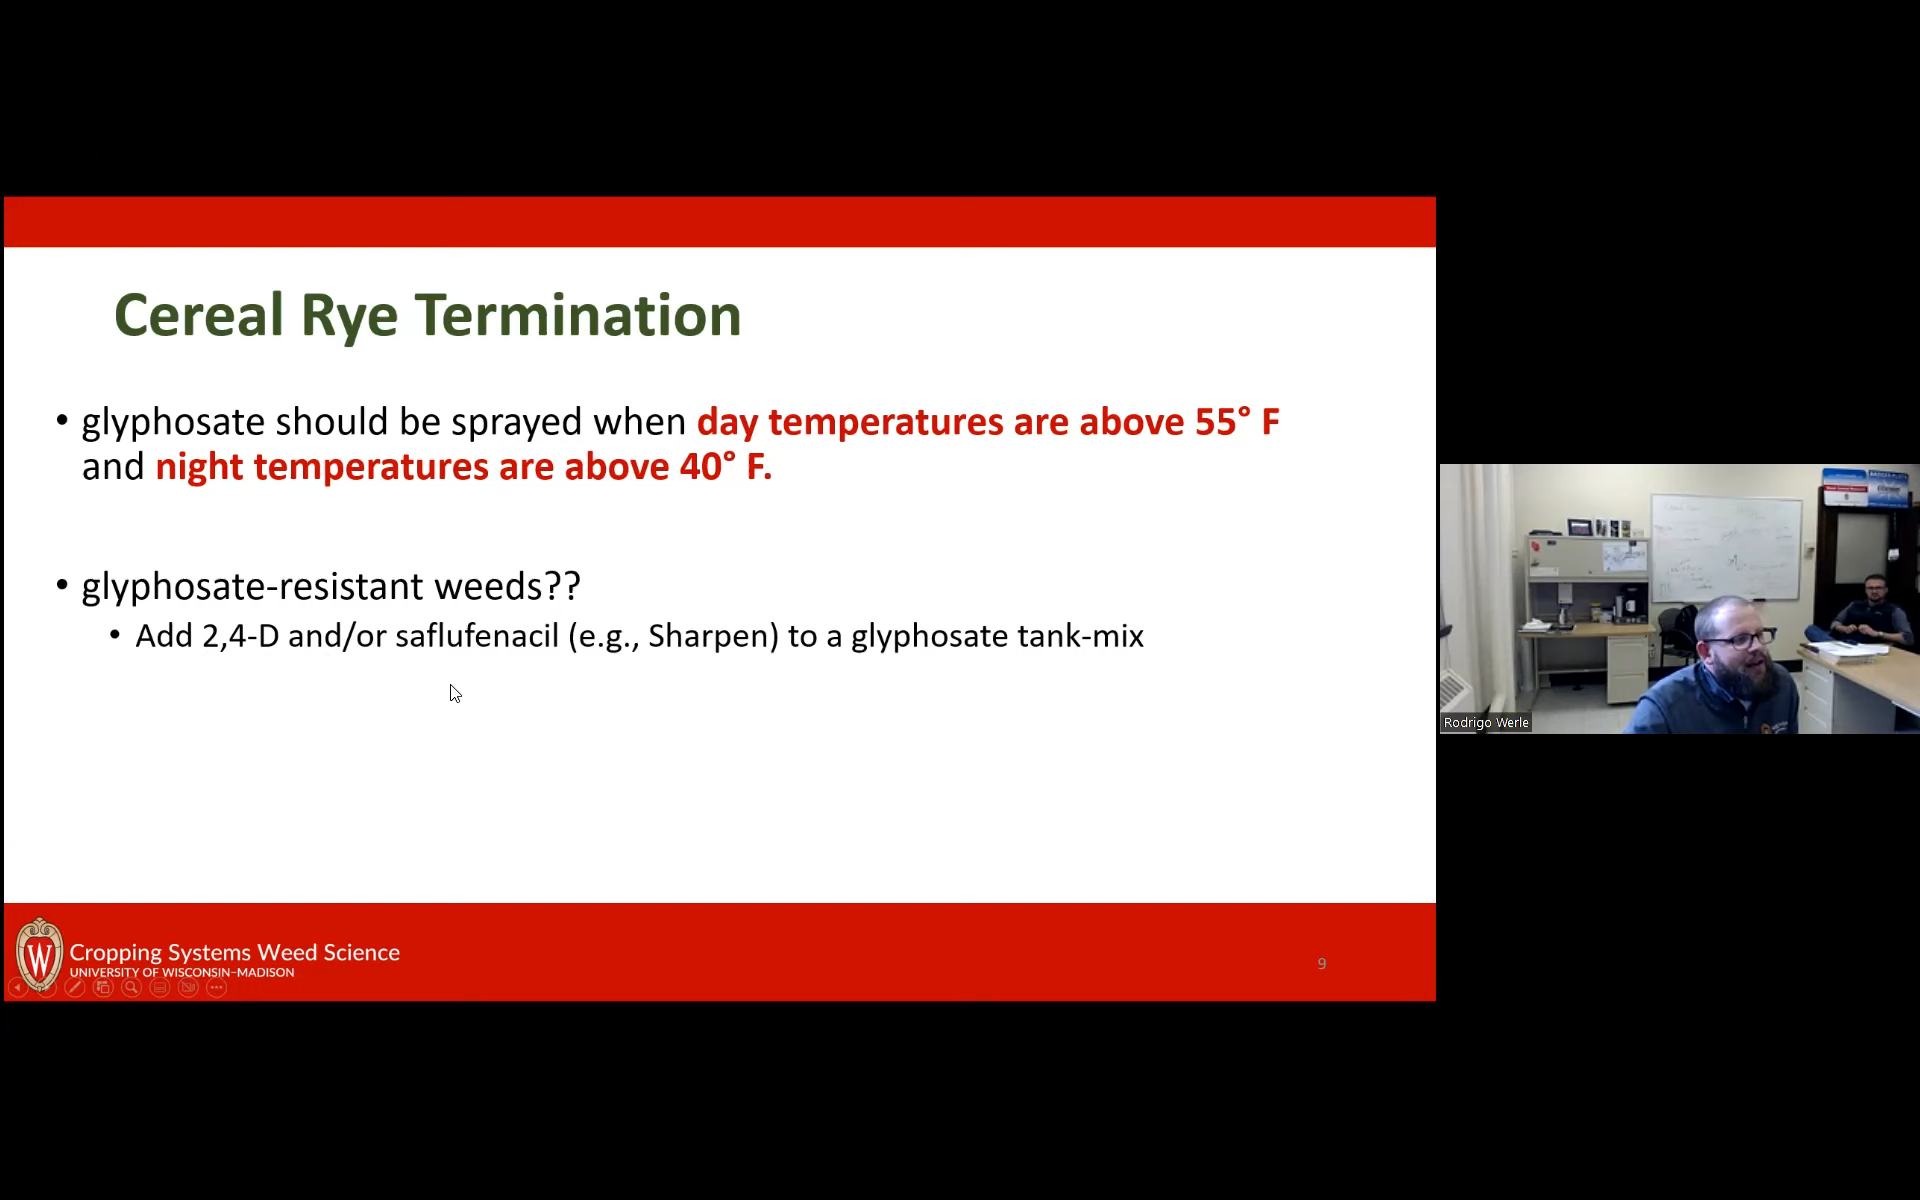 Cereal Rye Termination
• glyphosate should be sprayed when day temperatures are above 55° F
and night temperatures are above 40° F.
• glyphosate-resistant weeds??
• Add 2,4-D and/or saflufenacil (e.g., Sharpen) to a glyphosate tank-mix
W
Cropping Systems Weed Science
UNIVERSITY OF WISCONSIN–MADISON
9
Rodrigo Werle